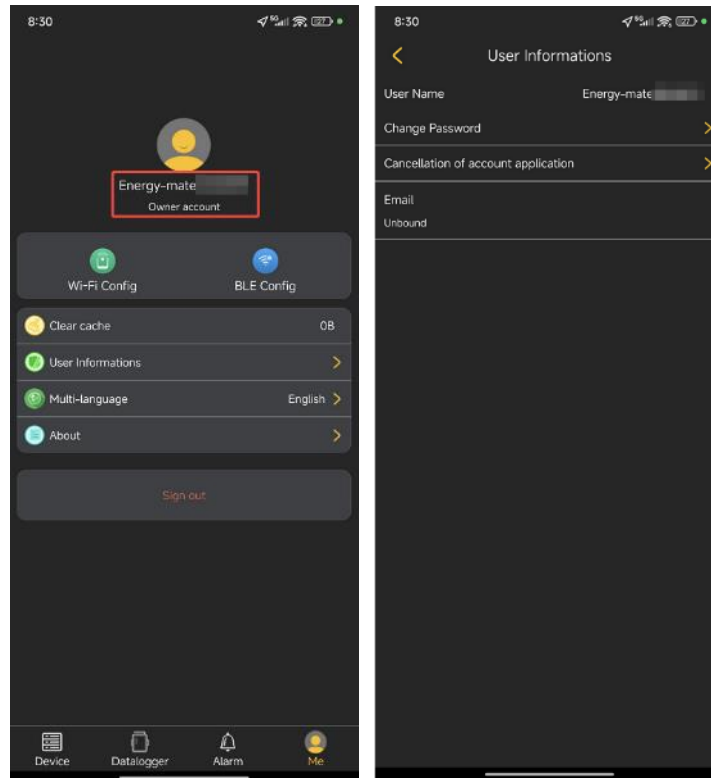 8:30
Energy-mate
Owner account
Wi-Fi Config
BLE Config
Clear cache
0B
User Informations
Multi-language
English
About
Sign out
Device
Datalogger
Alarm
Me
8:30
User Informations
User Name
Energy-mate
Change Password
Cancellation of account application
Email
Unbound